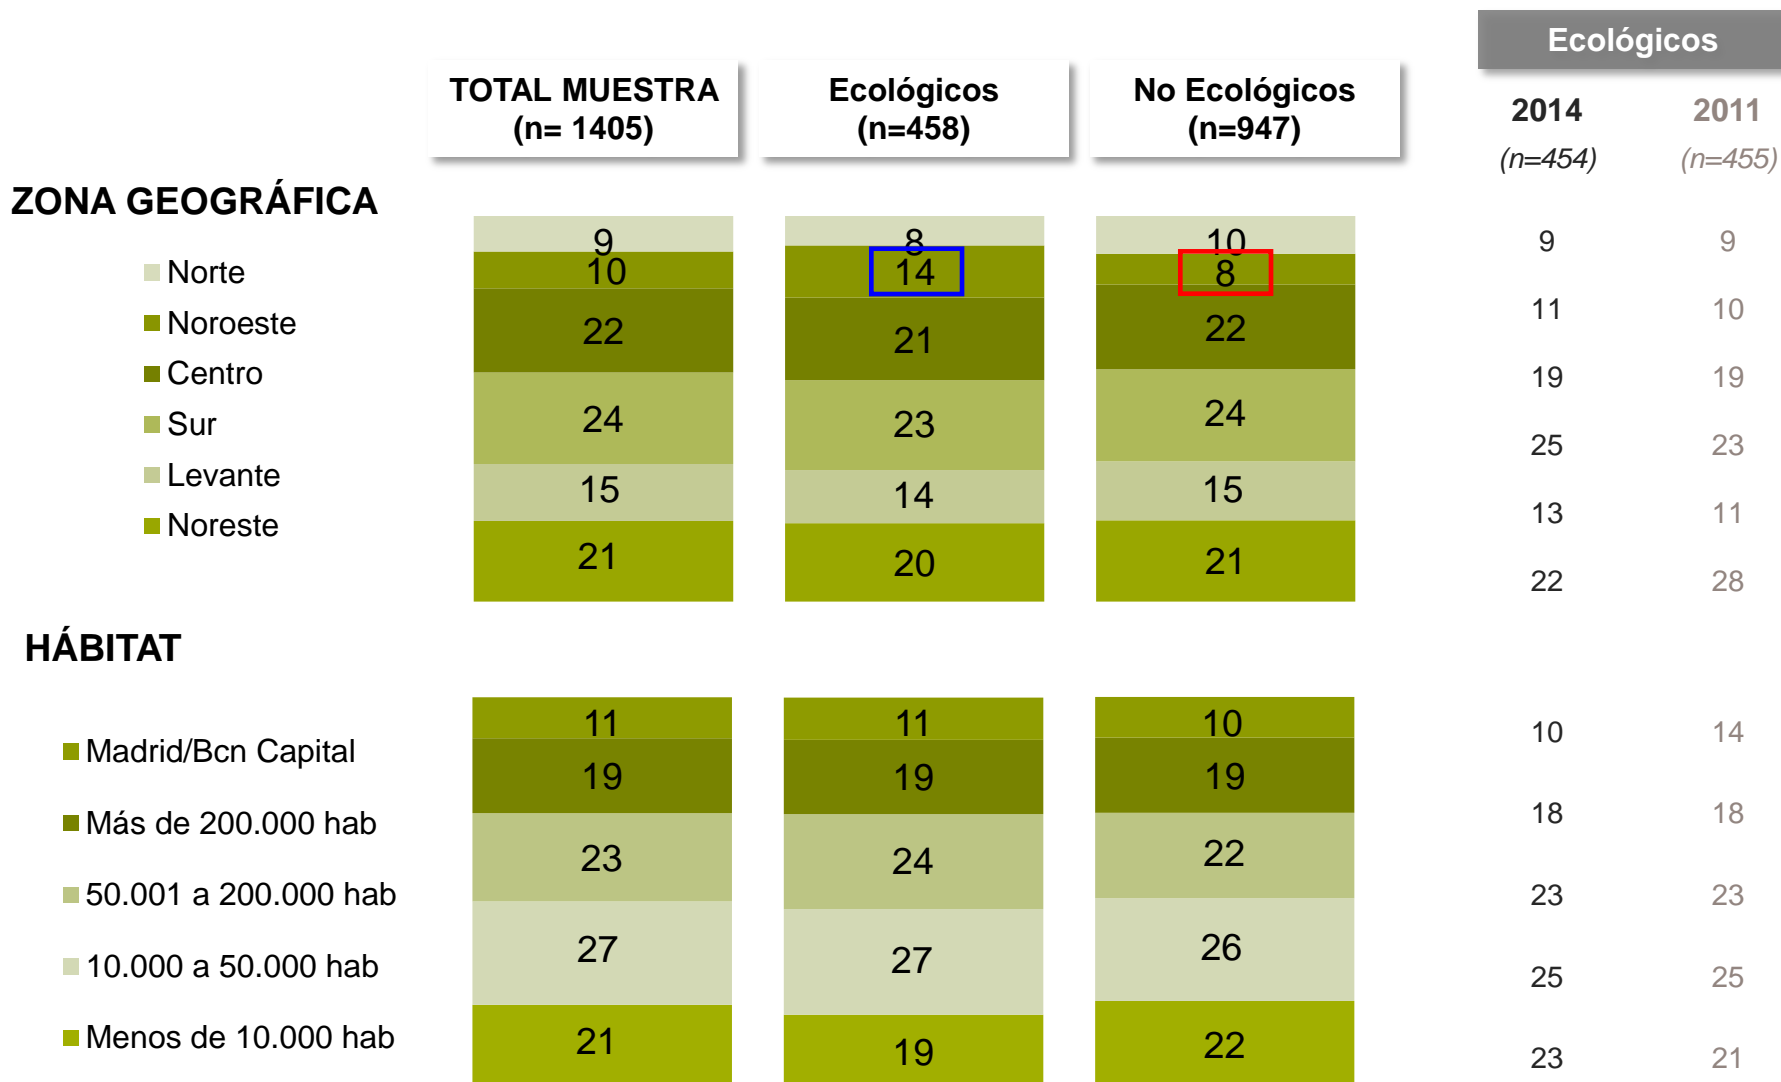 Ecológicos
TOTAL MUESTRA
(n= 1405)
Ecológicos
(n=458)
No Ecológicos
(n=947)
2014
(n=454)
2011
(n=455)
ZONA GEOGRÁFICA
Norte
Noroeste
Centro
Sur
Levante
Noreste
9
10
22
24
15
21
8
14
21
23
14
20
10
8
22
24
15
21
9 9
11 10
19 19
25 23
13 11
22 28
HÁBITAT
Madrid/Bcn Capital
Más de 200.000 hab
50.001 a 200.000 hab
10.000 a 50.000 hab
Menos de 10.000 hab
11
19
23
27
21
11
19
24
27
19
10
19
22
26
22
10 14
18 18
23 23
25 25
23 21